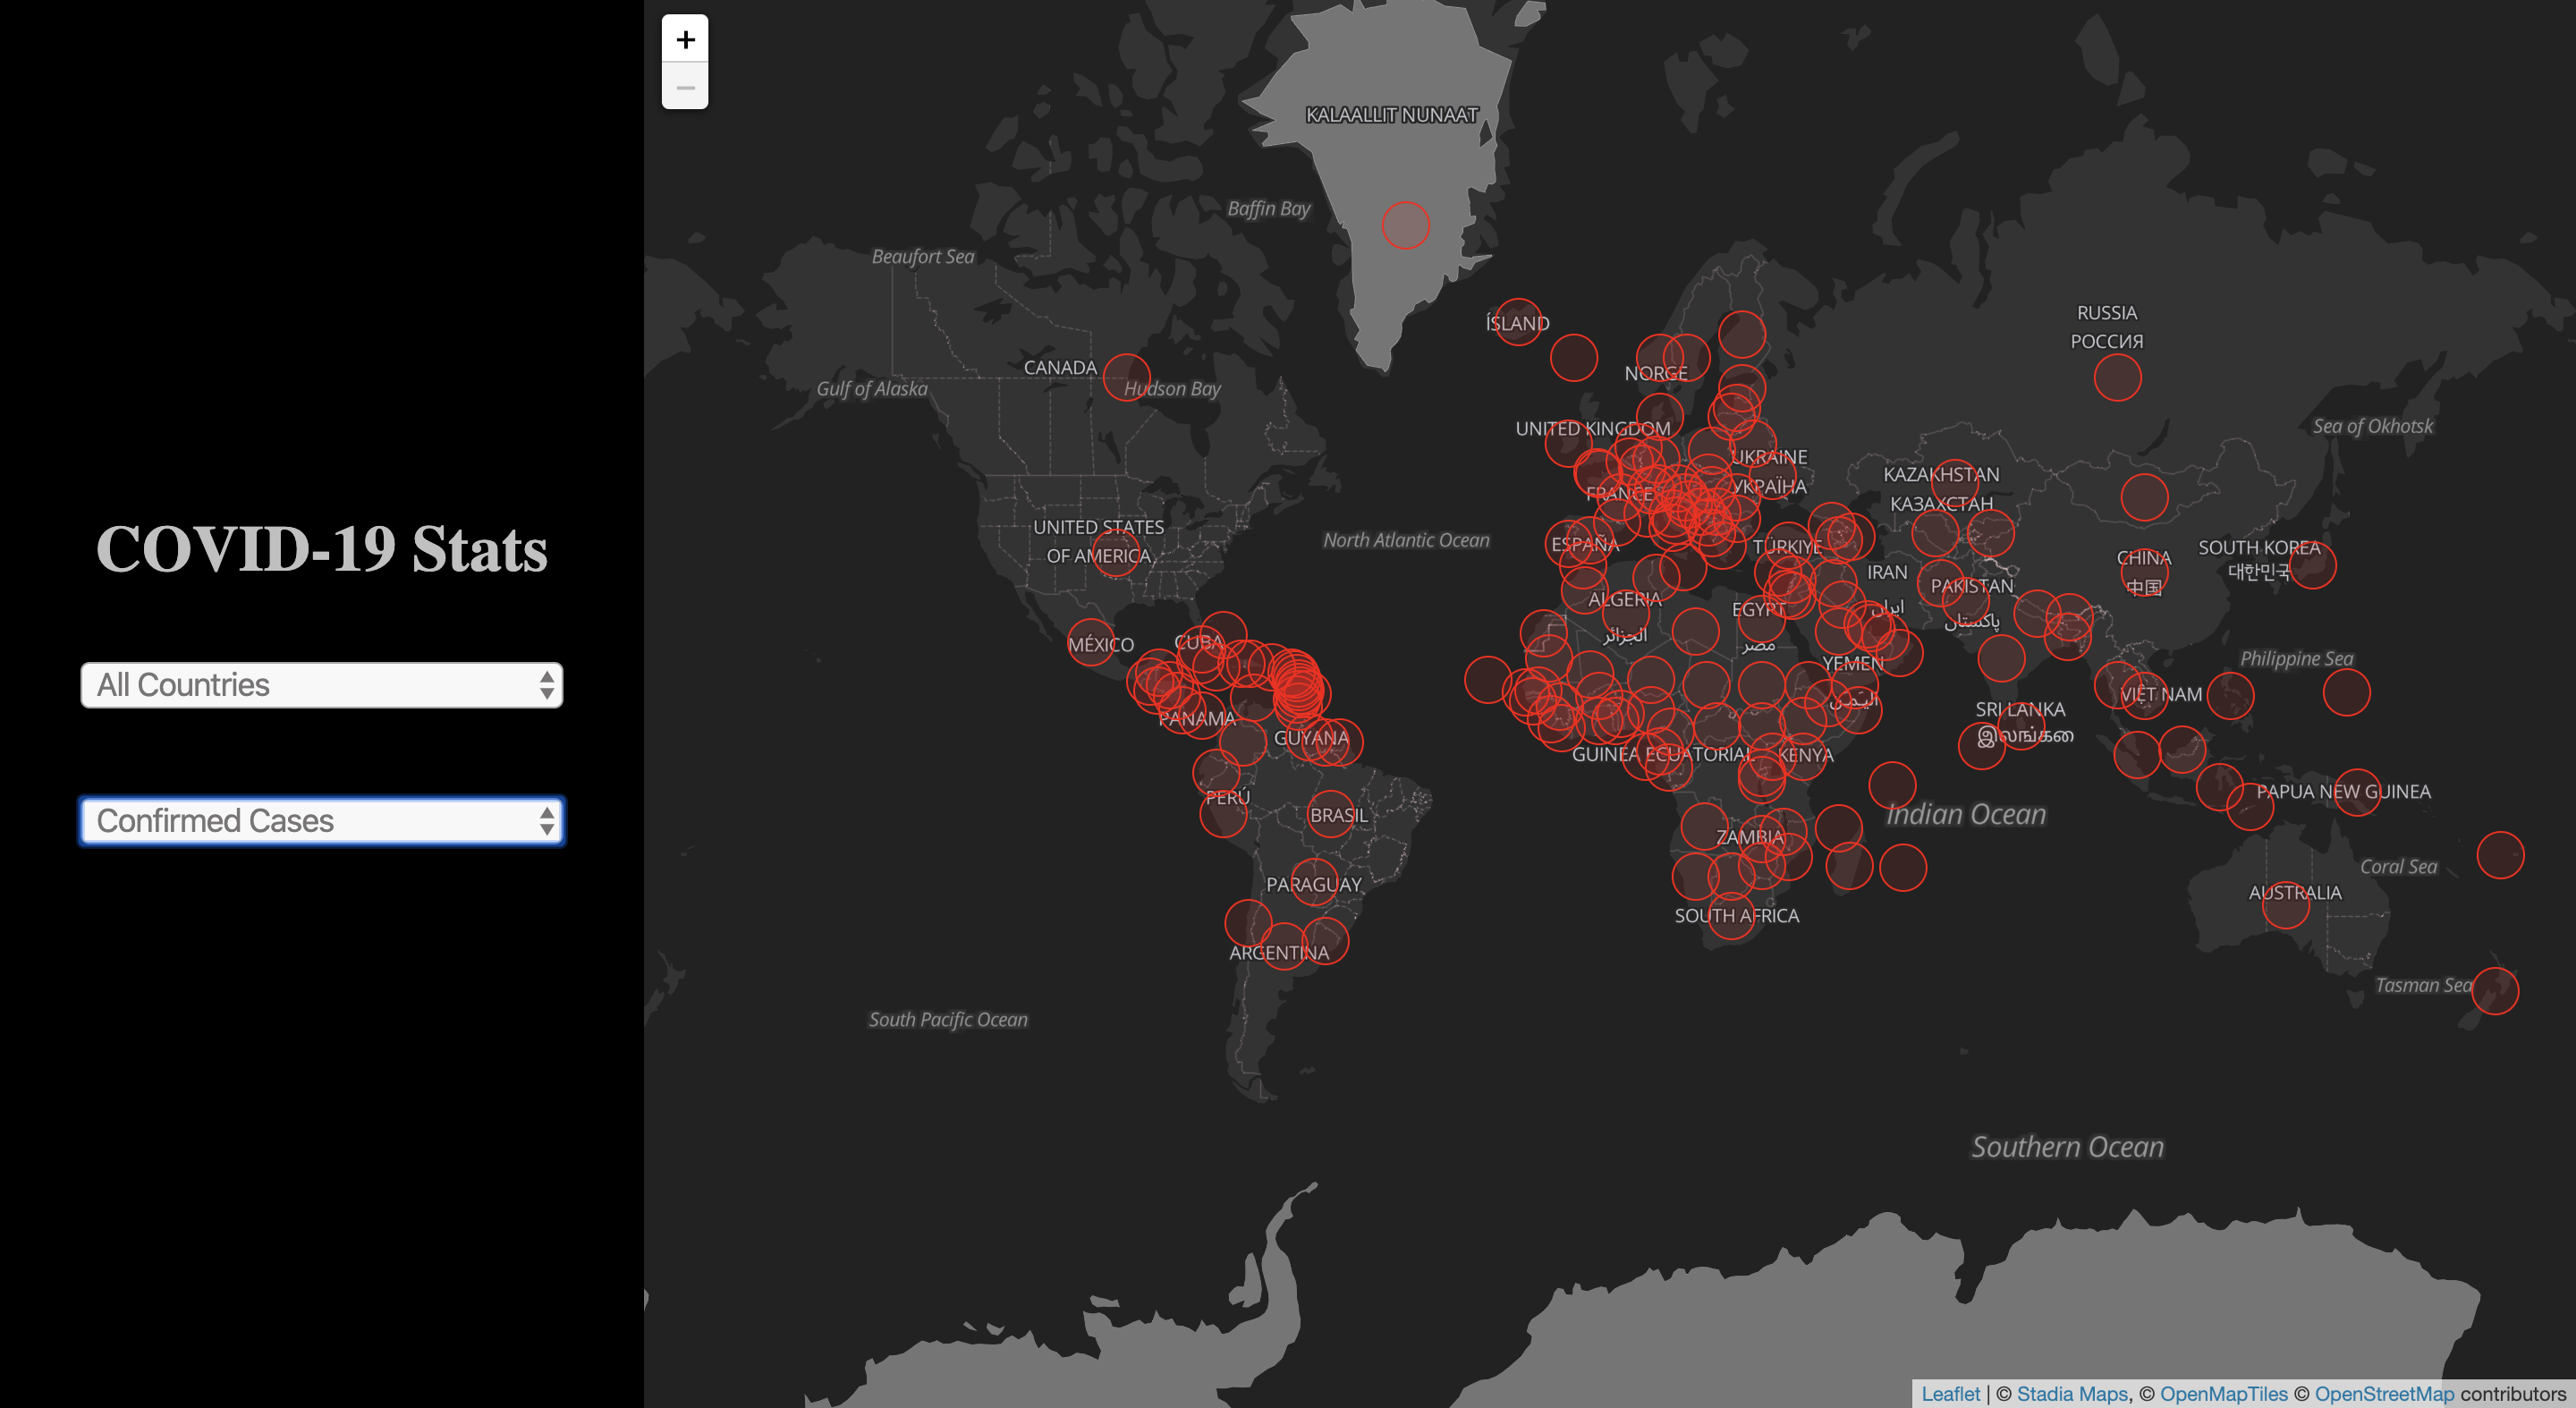 COVID-19 Stats
All Countries
Confirmed Cases
+
−
KALAALLIT NUNAAT
Baffin Bay
Beaufort Sea
ÍSLAND
RUSSIA
РОССИЯ
CANADA
Hudson Bay
Gulf of Alaska
NORGE
UNITED KINGDOM
Sea of Okhotsk
UKRAINE
УКРАЇНА
FRANCE
KAZAKHSTAN
КАЗАХСТАН
UNITED STATES
OF AMERICA
North Atlantic Ocean
ESPAÑA
TÜRKIYE
IRAN
ایران
CHINA
中国
SOUTH KOREA
대한민국
PAKISTAN
پاکستان
ALGERIA
الجزائر
EGYPT
مصر
MÉXICO
CUBA
YEMEN
اليَمَن
Philippine Sea
VIỆT NAM
PANAMA
SRI LANKA
இலங்கை
GUYANA
GUINEA ECUATORIAL
KENYA
PERÚ
BRASIL
PAPUA NEW GUINEA
Indian Ocean
ZAMBIA
Coral Sea
PARAGUAY
AUSTRALIA
SOUTH AFRICA
ARGENTINA
Tasman Sea
South Pacific Ocean
Southern Ocean
Leaflet | © Stadia Maps, © OpenMapTiles © OpenStreetMap contributors